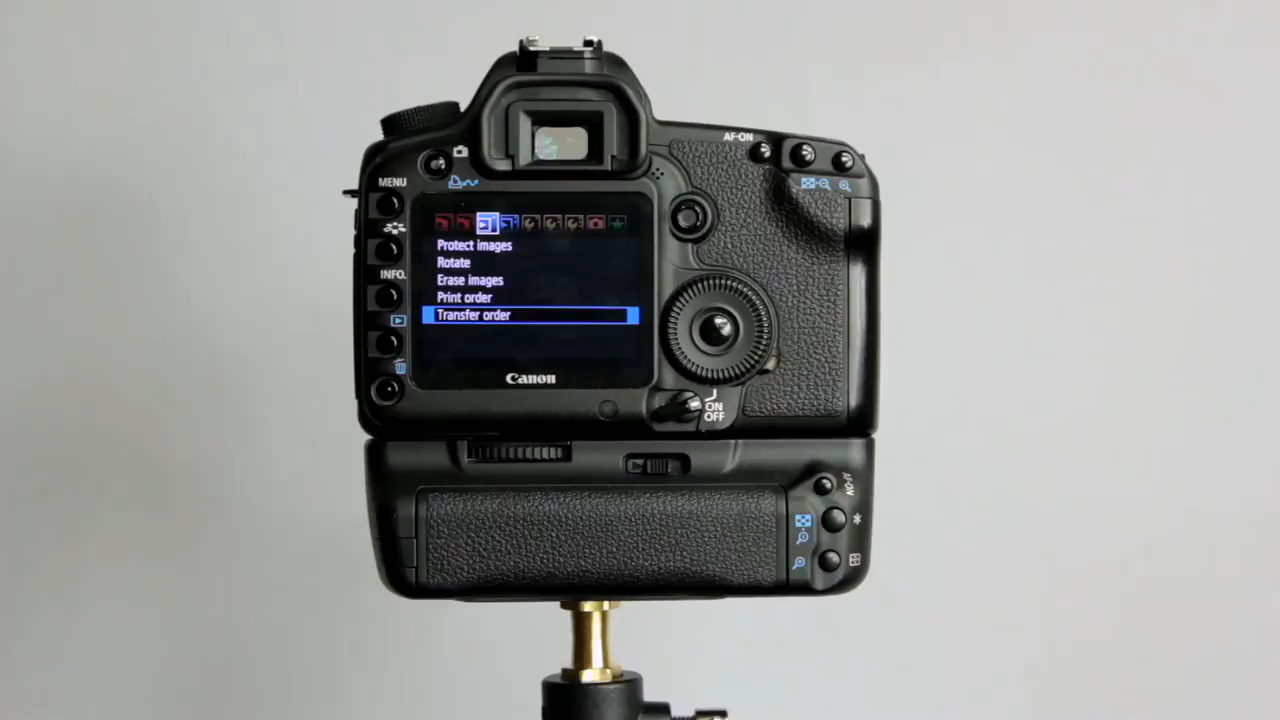 AF-ON
MENU
INFO.
Protect images
Rotate
Erase images
Print order
Transfer order
Canon
ON
OFF
AF-ON